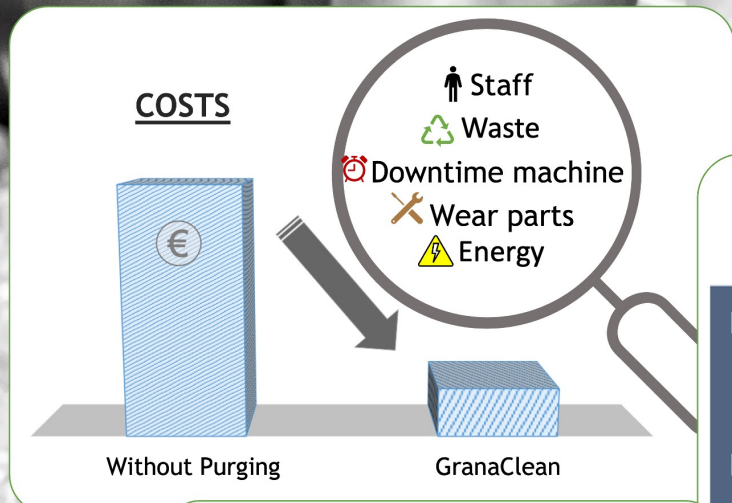 COSTS
Staff
Waste
Downtime machine
Wear parts
Energy
€
Without Purging
GranaClean